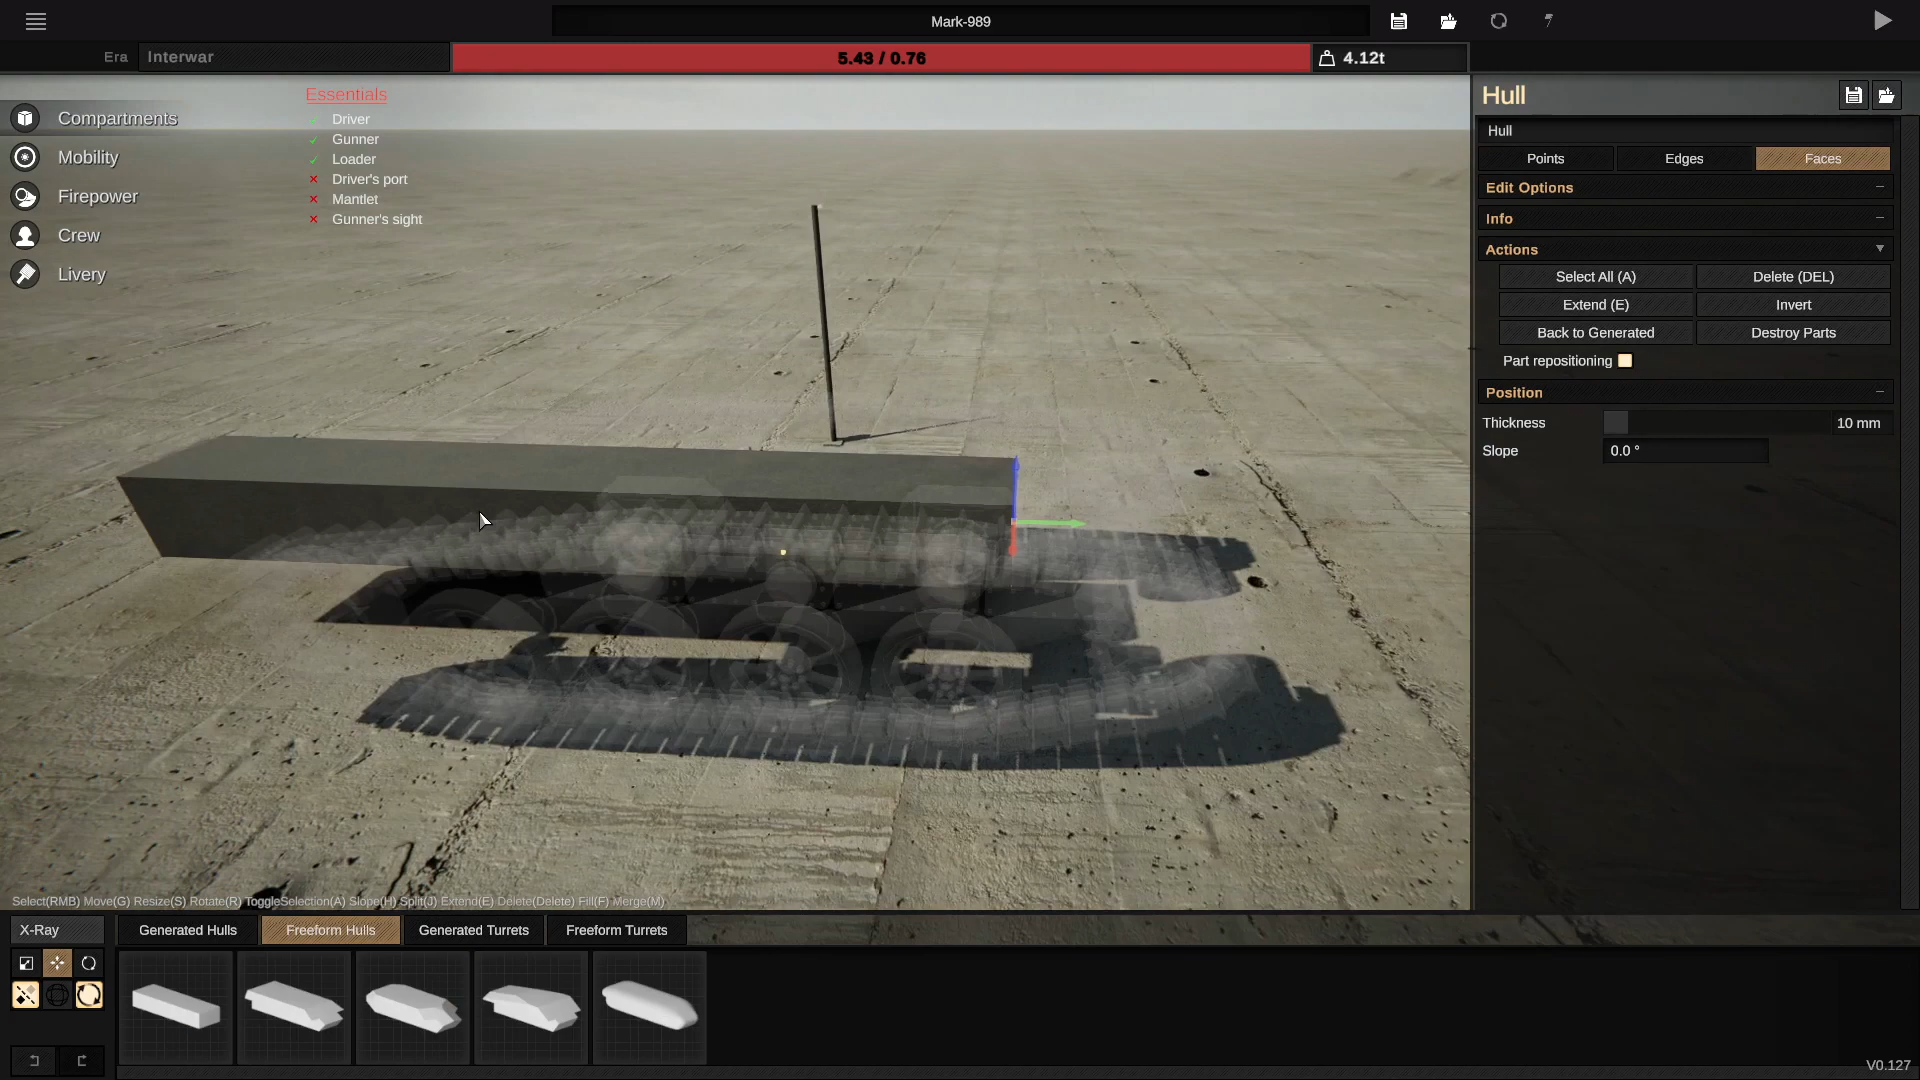 Mark-989
Era Interwar
5.43 / 0.76
4.12t
Compartments
Mobility
Firepower
Crew
Livery
Essentials
Driver
Gunner
Loader
Driver's port
Mantlet
Gunner's sight
Hull
Hull
Points Edges Faces
Edit Options
Info
Actions
Select All (A) Delete (DEL)
Extend (E) Invert
Back to Generated Destroy Parts
Part repositioning
Position
Thickness 10 mm
Slope 0.0 °
Select(RMB) Move(G) Resize(S) Rotate(R) ToggleSelection(A) Slope(H) Split(J) Extend(E) Delete(Delete) Fill(F) Merge(M)
X-Ray
Generated Hulls Freeform Hulls Generated Turrets Freeform Turrets
V0.127